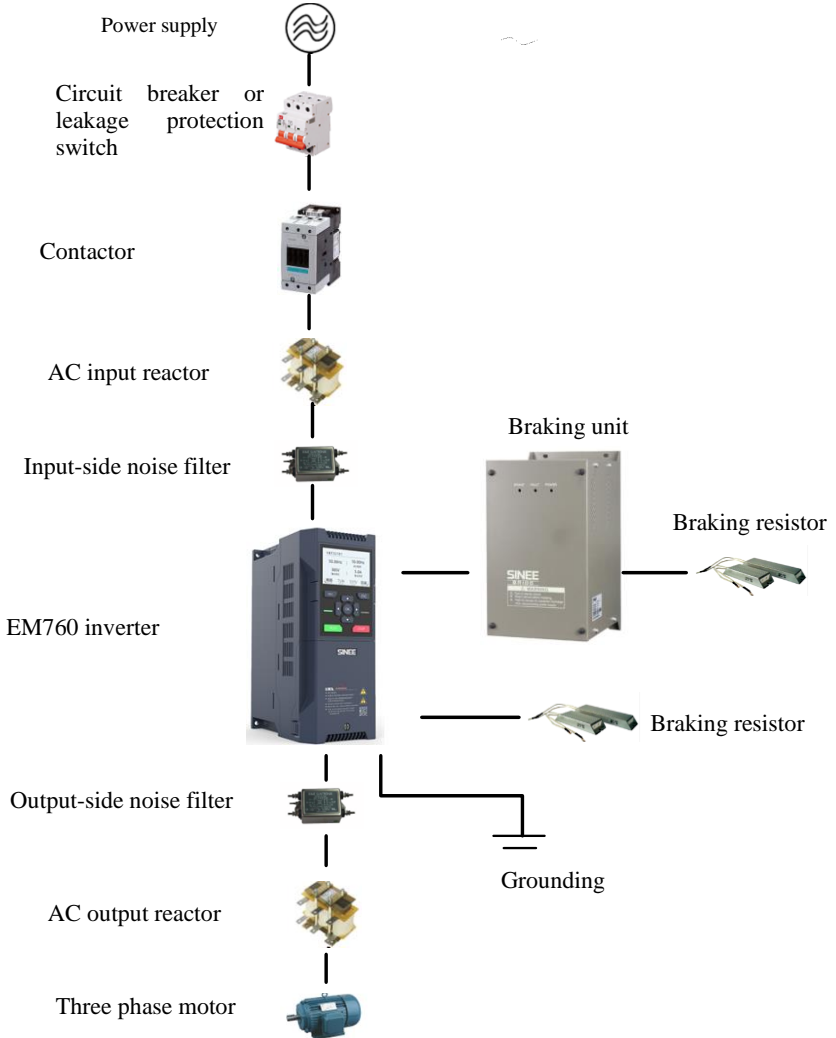 Power supply
Circuit breaker or
leakage protection
switch
Contactor
AC input reactor
Input-side noise filter
Braking unit
Braking resistor
SINEE
EM760 inverter
SINEE
Braking resistor
Output-side noise filter
Grounding
AC output reactor
Three phase motor